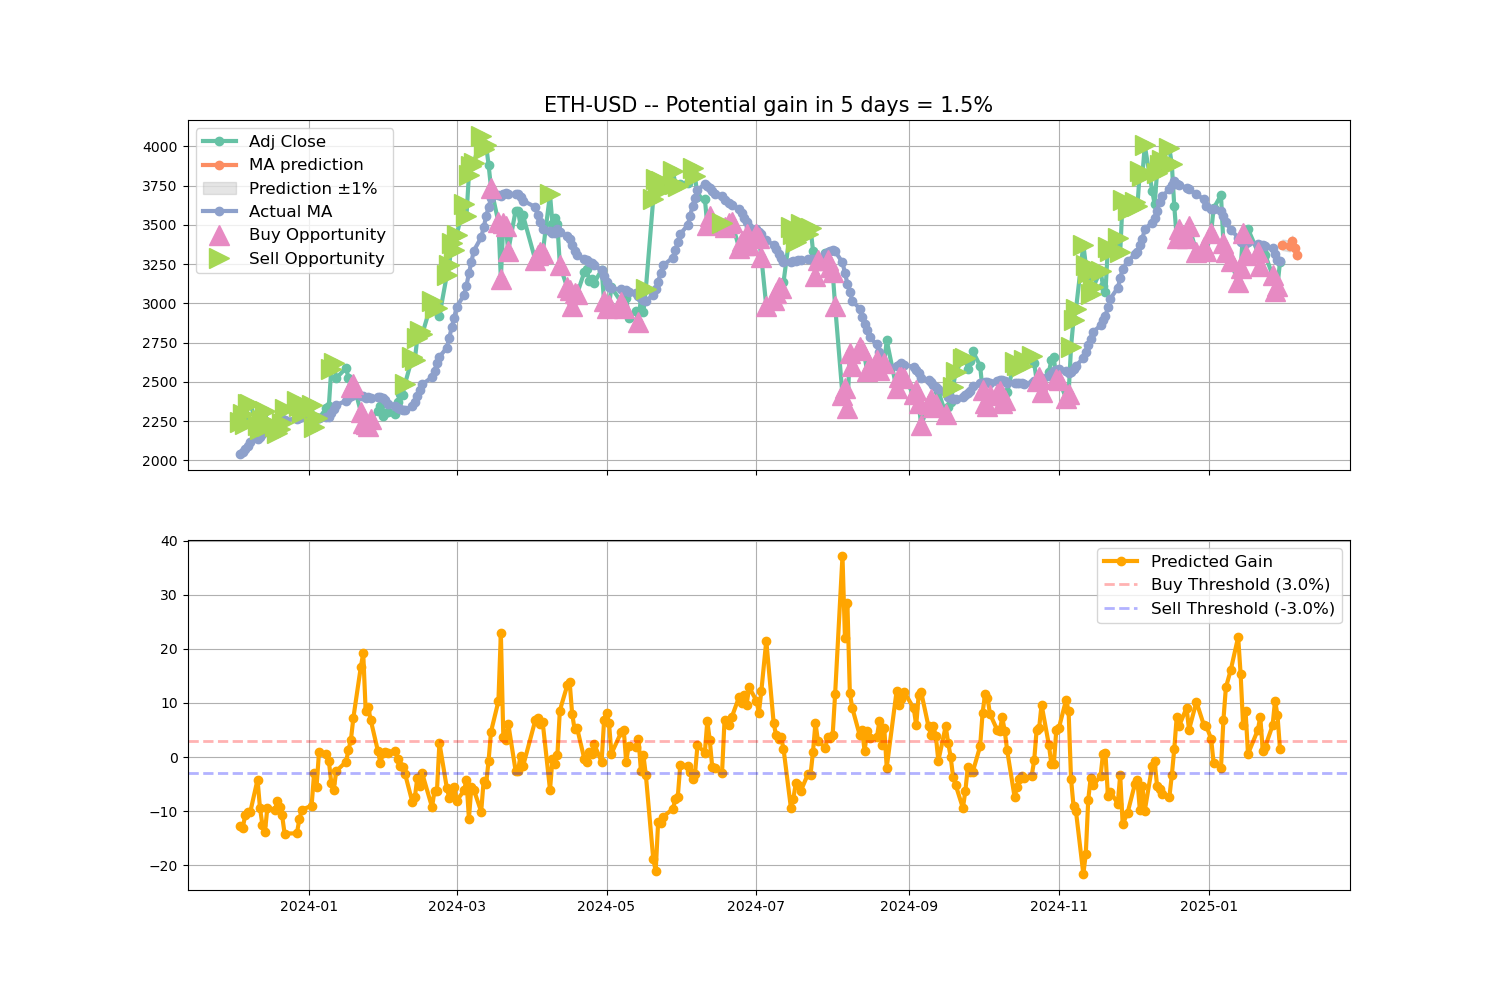 ETH-USD -- Potential gain in 5 days = 1.5%
4000
3750
3500
3250
3000
2750
2500
2250
2000
Adj Close
MA prediction
Prediction ±1%
Actual MA
Buy Opportunity
Sell Opportunity
40
30
20
10
0
−10
−20
Predicted Gain
Buy Threshold (3.0%)
Sell Threshold (-3.0%)
2024-01 2024-03 2024-05 2024-07 2024-09 2024-11 2025-01